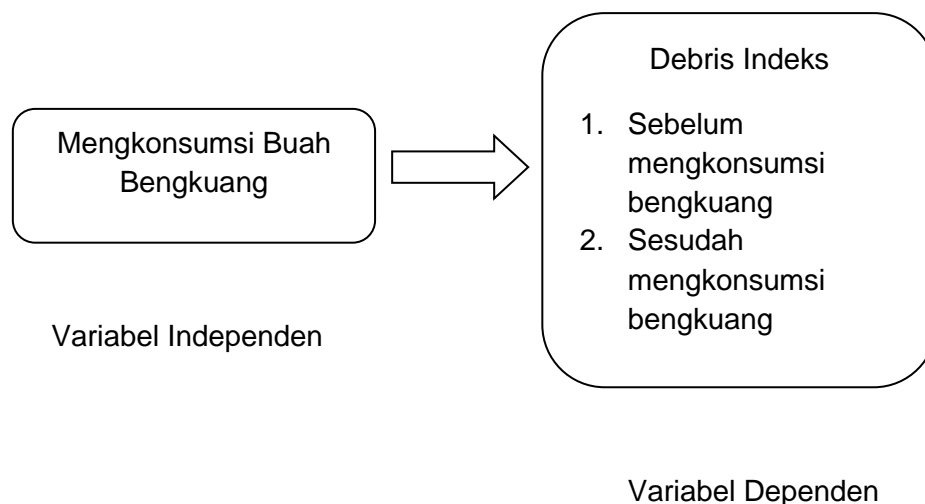 Debris Indeks
Mengkonsumsi Buah
Bengkuang
1. Sebelum
mengkonsumsi
bengkuang
2. Sesudah
mengkonsumsi
bengkuang
Variabel Independen
Variabel Dependen